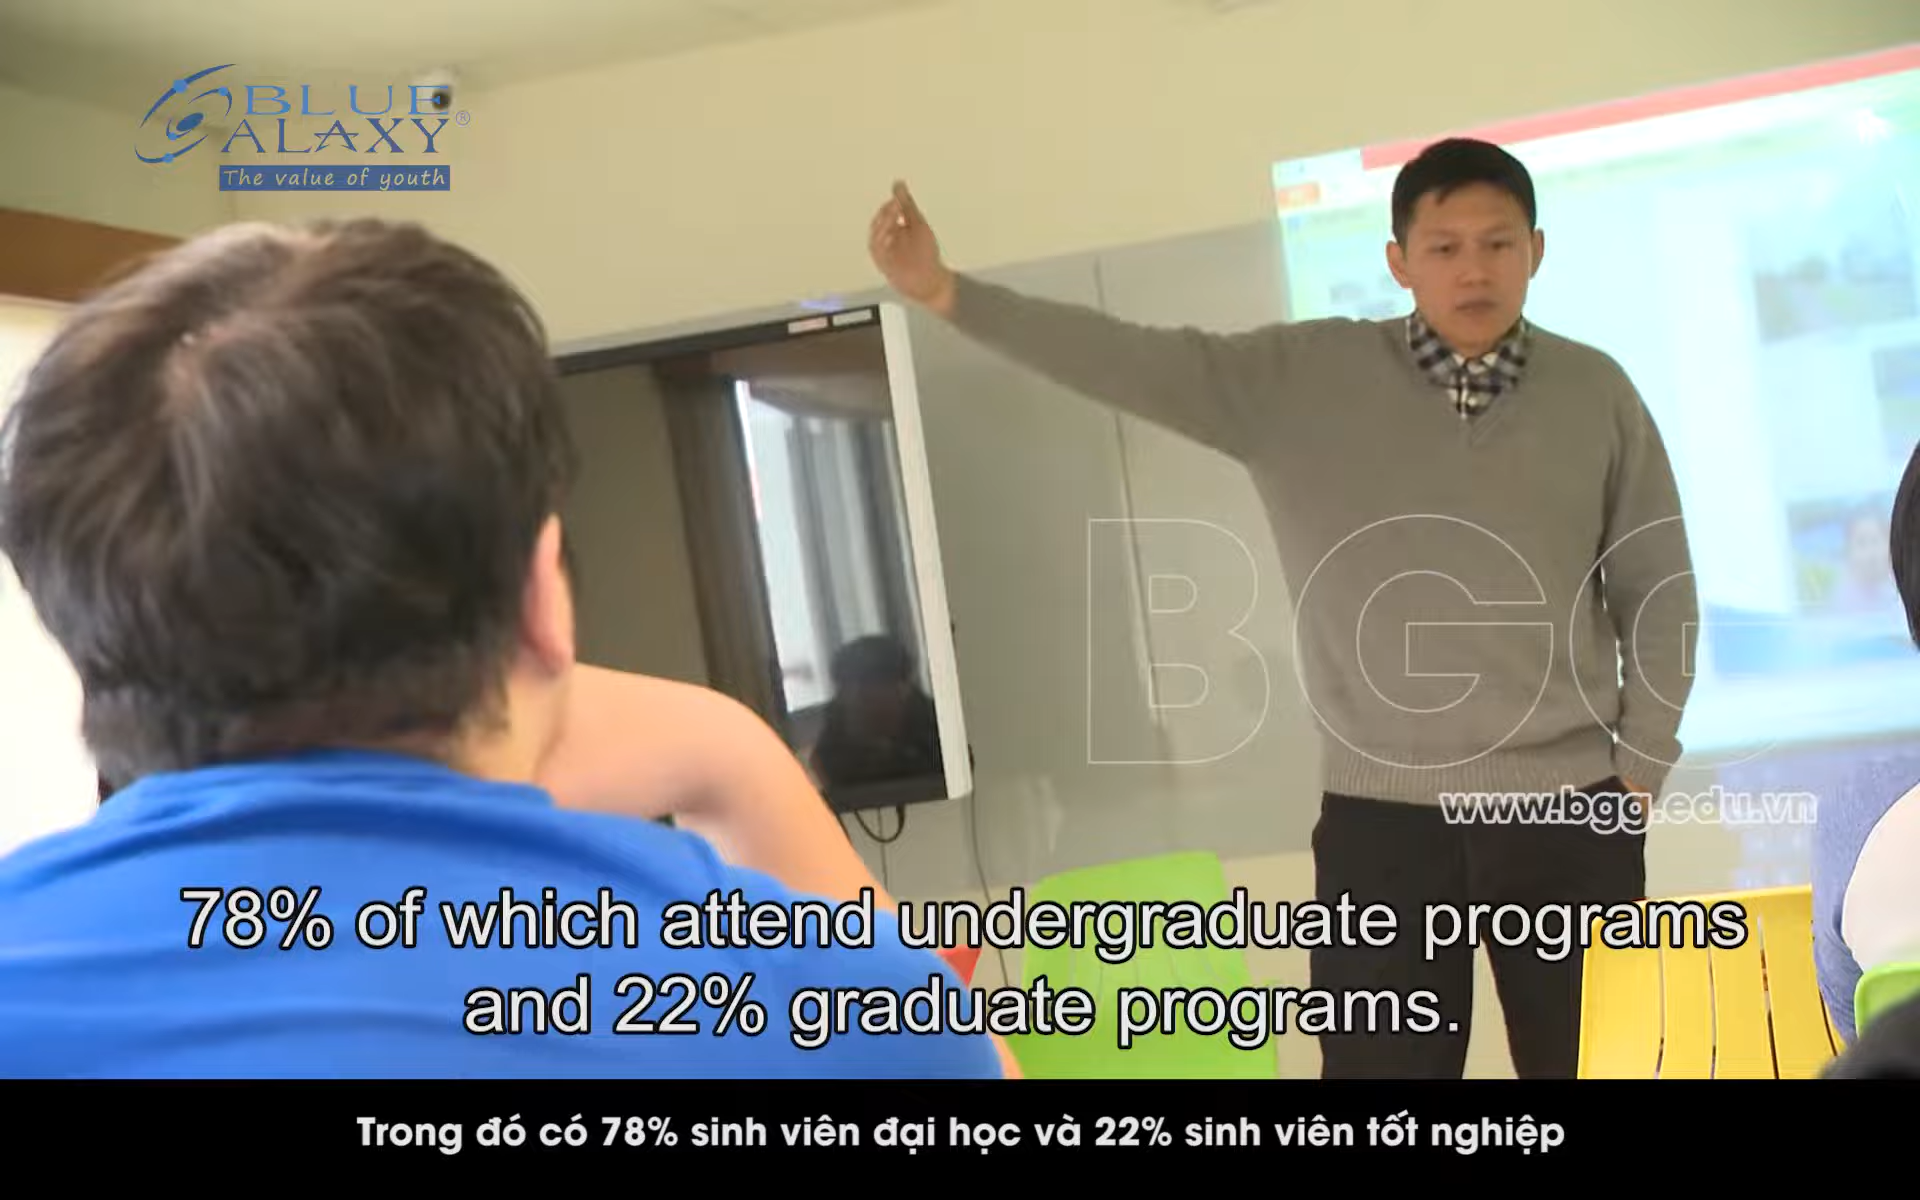 BLUE
GALAXY®
The value of youth
BGG
www.bgg.edu.vn
78% of which attend undergraduate programs
and 22% graduate programs.
Trong đó có 78% sinh viên đại học và 22% sinh viên tốt nghiệp